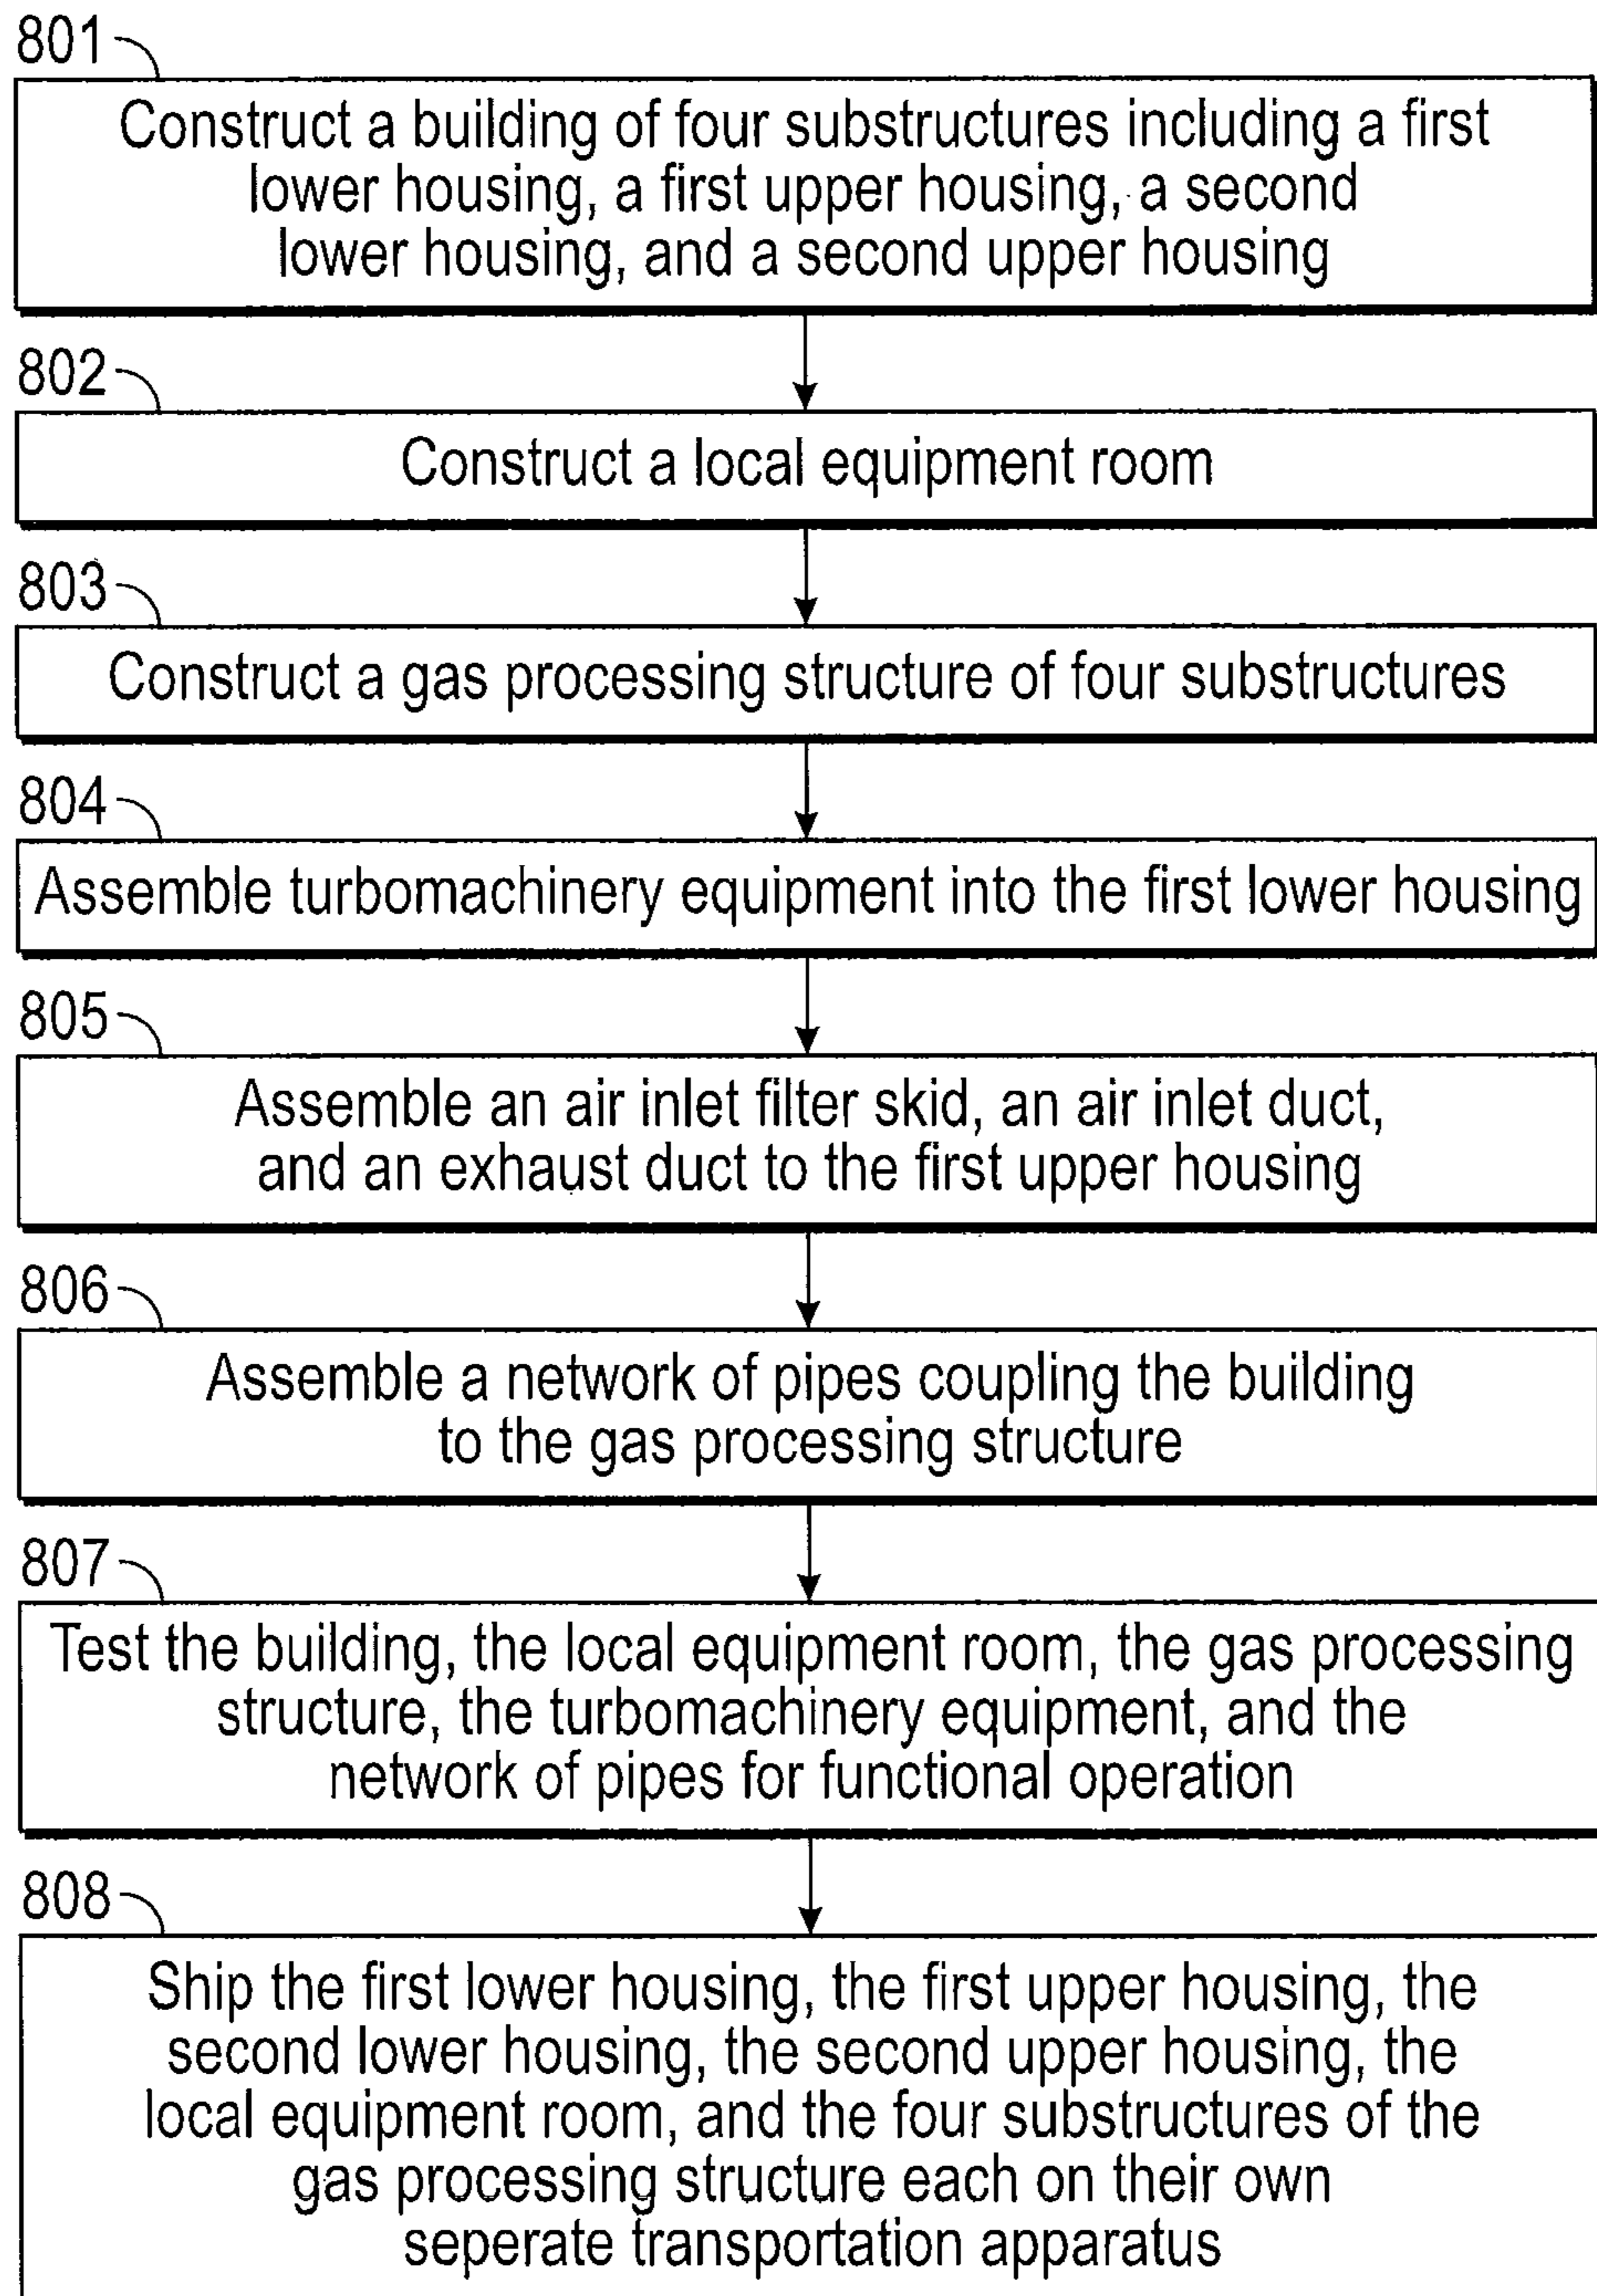 801
Construct a building of four substructures including a first
lower housing, a first upper housing, a second
lower housing, and a second upper housing
802
Construct a local equipment room
803
Construct a gas processing structure of four substructures
804
Assemble turbomachinery equipment into the first lower housing
805
Assemble an air inlet filter skid, an air inlet duct,
and an exhaust duct to the first upper housing
806
Assemble a network of pipes coupling the building
to the gas processing structure
807
Test the building, the local equipment room, the gas processing
structure, the turbomachinery equipment, and the
network of pipes for functional operation
808
Ship the first lower housing, the first upper housing, the
second lower housing, the second upper housing, the
local equipment room, and the four substructures of the
gas processing structure each on their own
seperate transportation apparatus